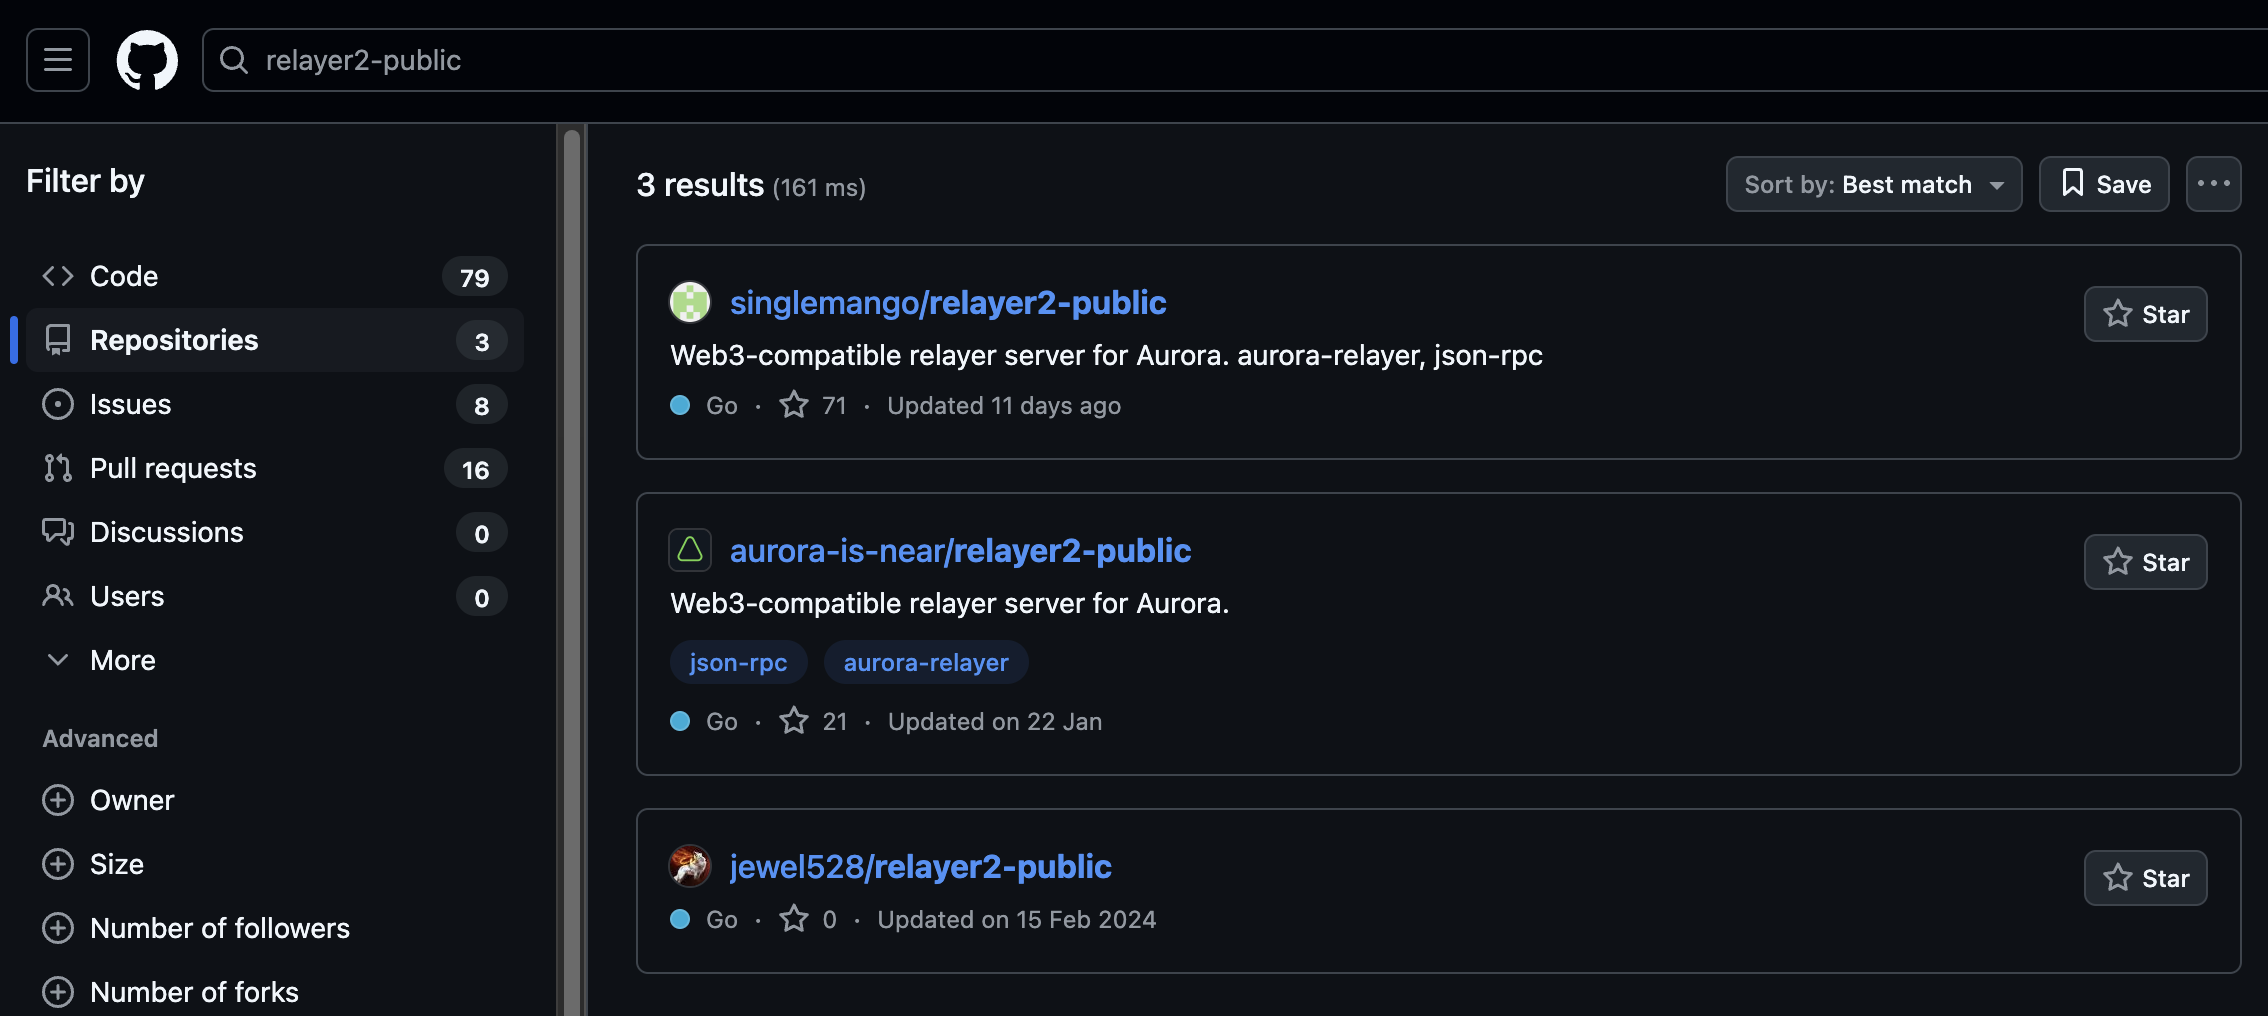 relayer2-public
Filter by
Code 79
Repositories 3
Issues 8
Pull requests 16
Discussions 0
Users 0
More
Advanced
Owner
Size
Number of followers
Number of forks
3 results (161 ms)
Sort by: Best match
Save
singlemango/relayer2-public
Star
Web3-compatible relayer server for Aurora. aurora-relayer, json-rpc
Go · 71 · Updated 11 days ago
aurora-is-near/relayer2-public
Star
Web3-compatible relayer server for Aurora.
json-rpc aurora-relayer
Go · 21 · Updated on 22 Jan
jewel528/relayer2-public
Star
Go · 0 · Updated on 15 Feb 2024